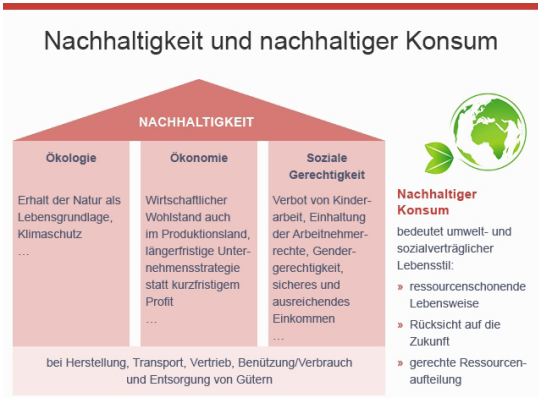 Nachhaltigkeit und nachhaltiger Konsum
NACHHALTIGKEIT
Ökologie
Erhalt der Natur als
Lebensgrundlage,
Klimaschutz
...
Ökonomie
Wirtschaftlicher
Wohlstand auch
im Produktionsland,
längerfristige Unter-
nehmensstrategie
statt kurzfristigem
Profit
...
Soziale
Gerechtigkeit
Verbot von Kinder-
arbeit, Einhaltung
der Arbeitnehmer-
rechte, Gender-
gerechtigkeit,
sicheres und
ausreichendes
Einkommen
...
bei Herstellung, Transport, Vertrieb, Benützung/Verbrauch
und Entsorgung von Gütern
Nachhaltiger
Konsum
bedeutet umwelt- und
sozialverträglicher
Lebensstil:
» ressourcenschonende
Lebensweise
» Rücksicht auf die
Zukunft
» gerechte Ressourcen-
aufteilung